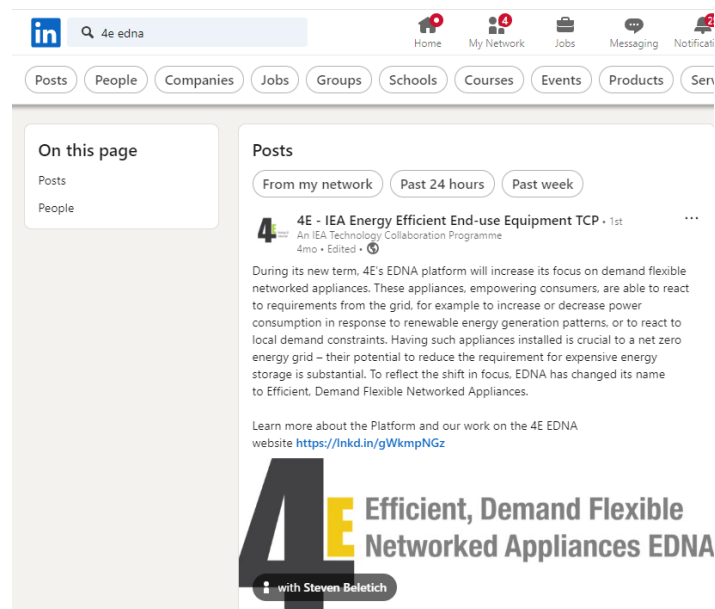 in
4e edna
4
2
Home
My Network
Jobs
Messaging
Notificati
Posts
People
Companies
Jobs
Groups
Schools
Courses
Events
Products
Serv
On this page
Posts
People
Posts
From my network
Past 24 hours
Past week
4E
4E - IEA Energy Efficient End-use Equipment TCP • 1st
An IEA Technology Collaboration Programme
4mo • Edited •
During its new term, 4E's EDNA platform will increase its focus on demand flexible
networked appliances. These appliances, empowering consumers, are able to react
to requirements from the grid, for example to increase or decrease power
consumption in response to renewable energy generation patterns, or to react to
local demand constraints. Having such appliances installed is crucial to a net zero
energy grid – their potential to reduce the requirement for expensive energy
storage is substantial. To reflect the shift in focus, EDNA has changed its name
to Efficient, Demand Flexible Networked Appliances.
Learn more about the Platform and our work on the 4E EDNA
website https://lnkd.in/gWkmpNGz
4E Efficient, Demand Flexible
Networked Appliances EDNA
with Steven Beletich